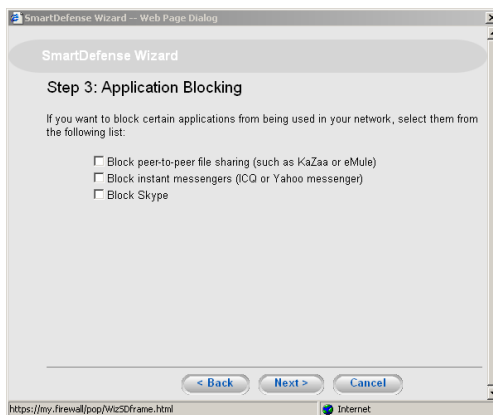 SmartDefense Wizard -- Web Page Dialog
SmartDefense Wizard
Step 3: Application Blocking
If you want to block certain applications from being used in your network, select them from
the following list:
Block peer-to-peer file sharing (such as KaZaa or eMule)
Block instant messengers (ICQ or Yahoo messenger)
Block Skype
< Back Next > Cancel
https://my.firewall/pop/WizSDframe.html Internet